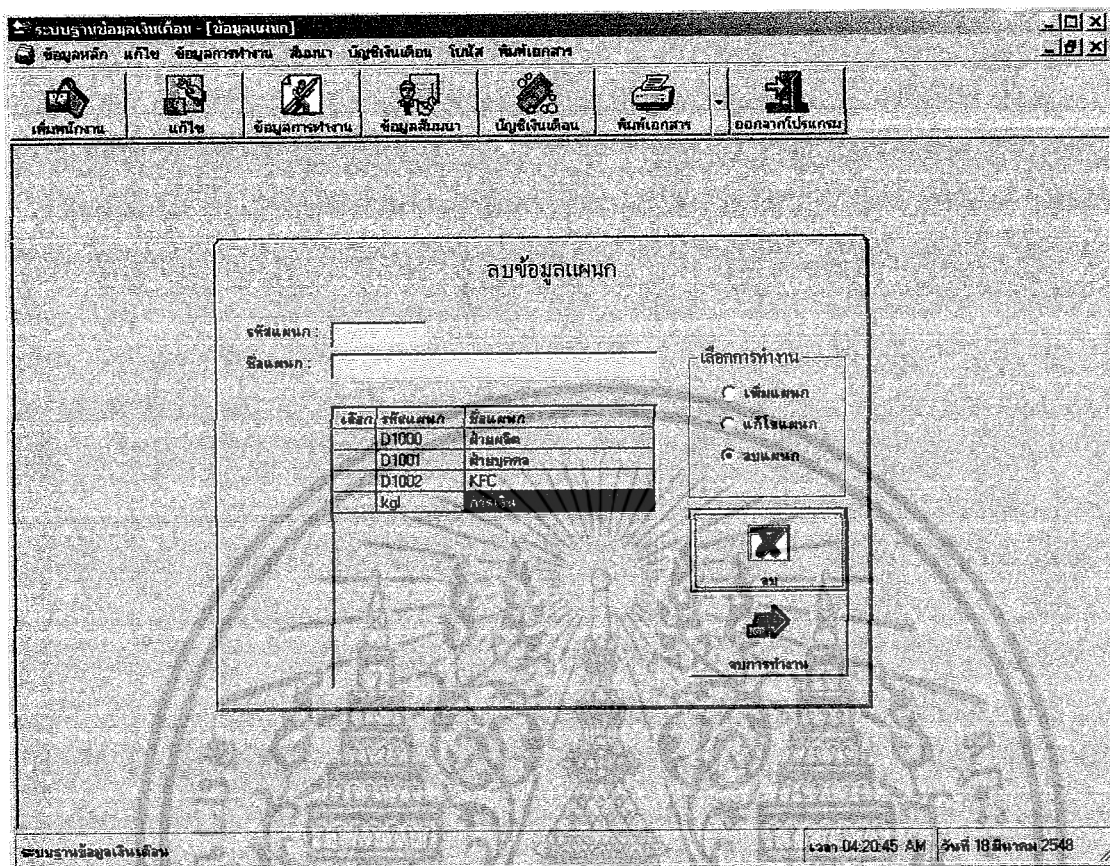 ระบบฐานข้อมูลเงินเดือน - [ข้อมูลแผนก]
ข้อมูลหลัก แก้ไข ข้อมูลการทำงาน สัมมนา บัญชีเงินเดือน โบนัส พิมพ์เอกสาร
เพิ่มพนักงาน แก้ไข ข้อมูลการทำงาน ข้อมูลสัมมนา บัญชีเงินเดือน พิมพ์เอกสาร ออกจากโปรแกรม
ลบข้อมูลแผนก
รหัสแผนก :
ชื่อแผนก :
เลือกการทำงาน
เพิ่มแผนก
แก้ไขแผนก
ลบแผนก
เลือก รหัสแผนก ชื่อแผนก
D1000 ฝ่ายผลิต
D1001 ฝ่ายบุคคล
D1002 KFC
kgl การเงิน
ลบ
จบการทำงาน
ระบบฐานข้อมูลเงินเดือน เวลา 04:20:45 AM วันที่ 18 มีนาคม 2548